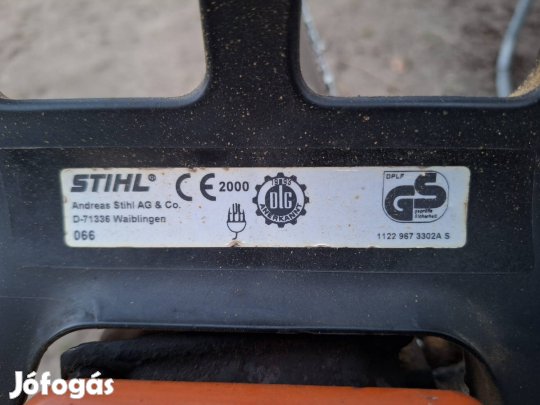 STIHL® CE 2000
Andreas Stihl AG & Co.
D-71336 Waiblingen
066
DLG
ANERKANNT
DPLF
GS
geprüfte
Sicherheit
1122 967 3302A S
Jófogás